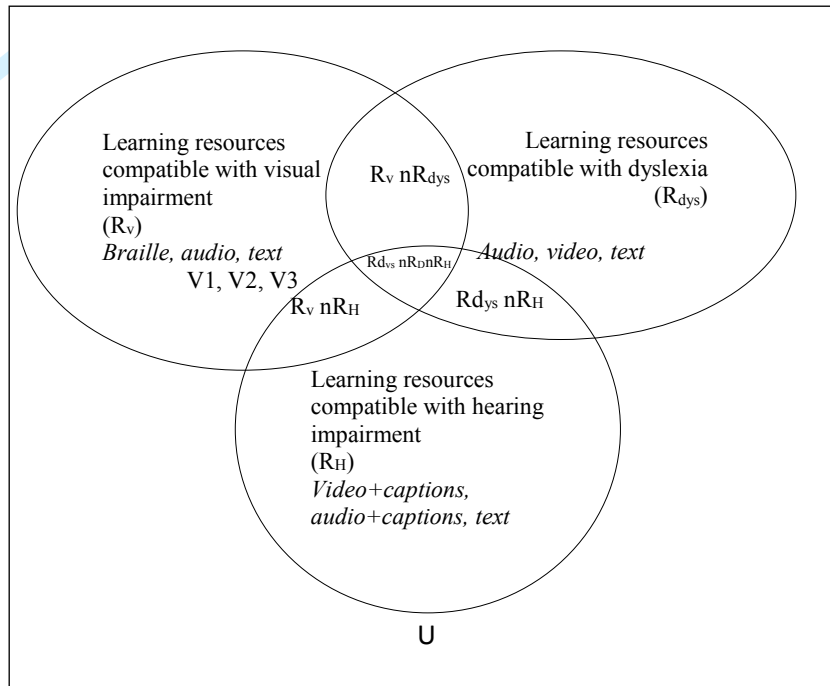 Learning resources
compatible with visual
impairment
(Rv)
Braille, audio, text
V1, V2, V3
Rv nRdys
Learning resources
compatible with dyslexia
(Rdys)
Audio, video, text
Rdvs nRDnRH
Rv nRH
Rdys nRH
Learning resources
compatible with hearing
impairment
(RH)
Video+captions,
audio+captions, text
U